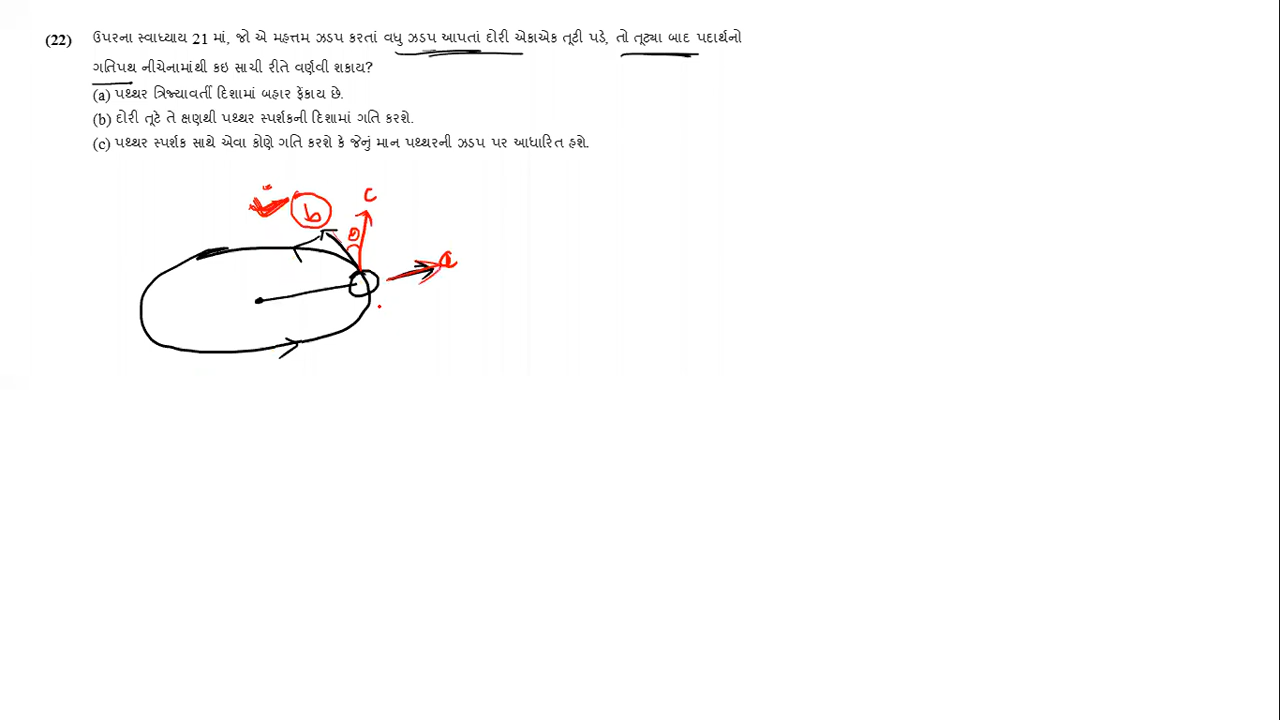 (22) ઉપરના સ્વાધ્યાય 21 માં, જો એ મહત્તમ ઝડપ કરતાં વધુ ઝડપ આપતાં દોરી એકાએક તૂટી પડે, તો તૂટ્યા બાદ પદાર્થનો
ગતિપથ નીચેનામાંથી કઇ સાચી રીતે વર્ણવી શકાય?
(a) પથ્થર ત્રિજ્યાવર્તી દિશામાં બહાર ફેંકાય છે.
(b) દોરી તૂટે તે ક્ષણથી પથ્થર સ્પર્શકની દિશામાં ગતિ કરશે.
(c) પથ્થર સ્પર્શક સાથે એવા કોણે ગતિ કરશે કે જેનું માન પથ્થરની ઝડપ પર આધારિત હશે.
c
b
θ
a